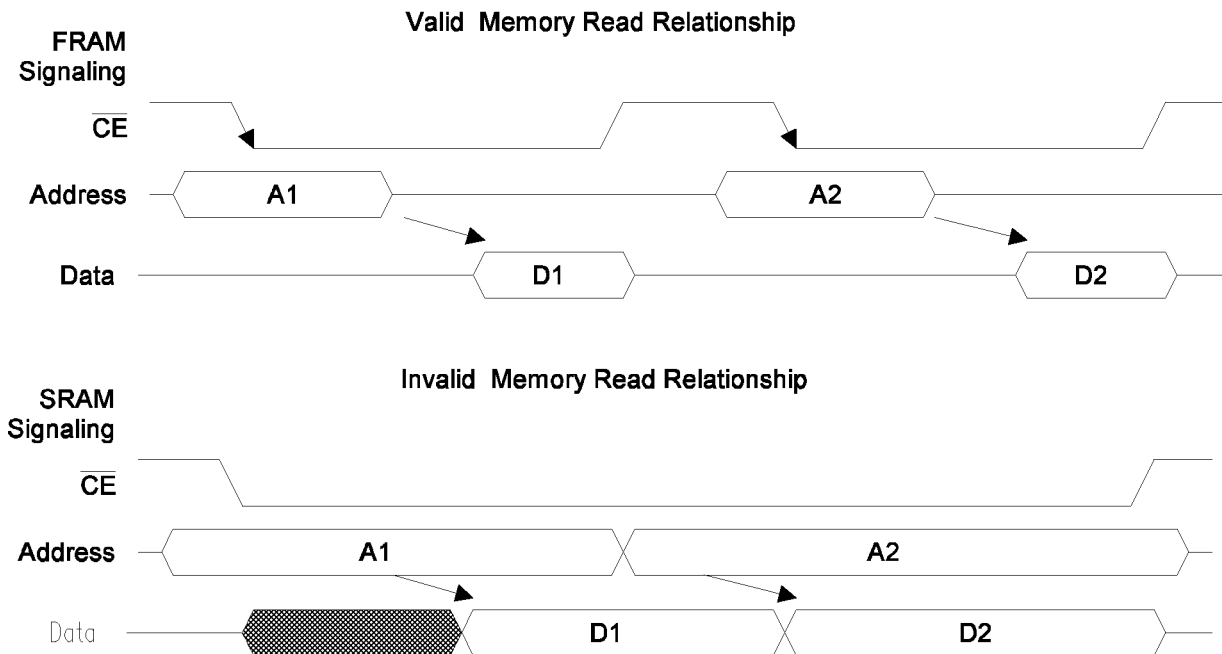 Valid Memory Read Relationship
FRAM
Signaling
CE
Address
A1
A2
Data
D1
D2
Invalid Memory Read Relationship
SRAM
Signaling
CE
Address
A1
A2
Data
D1
D2